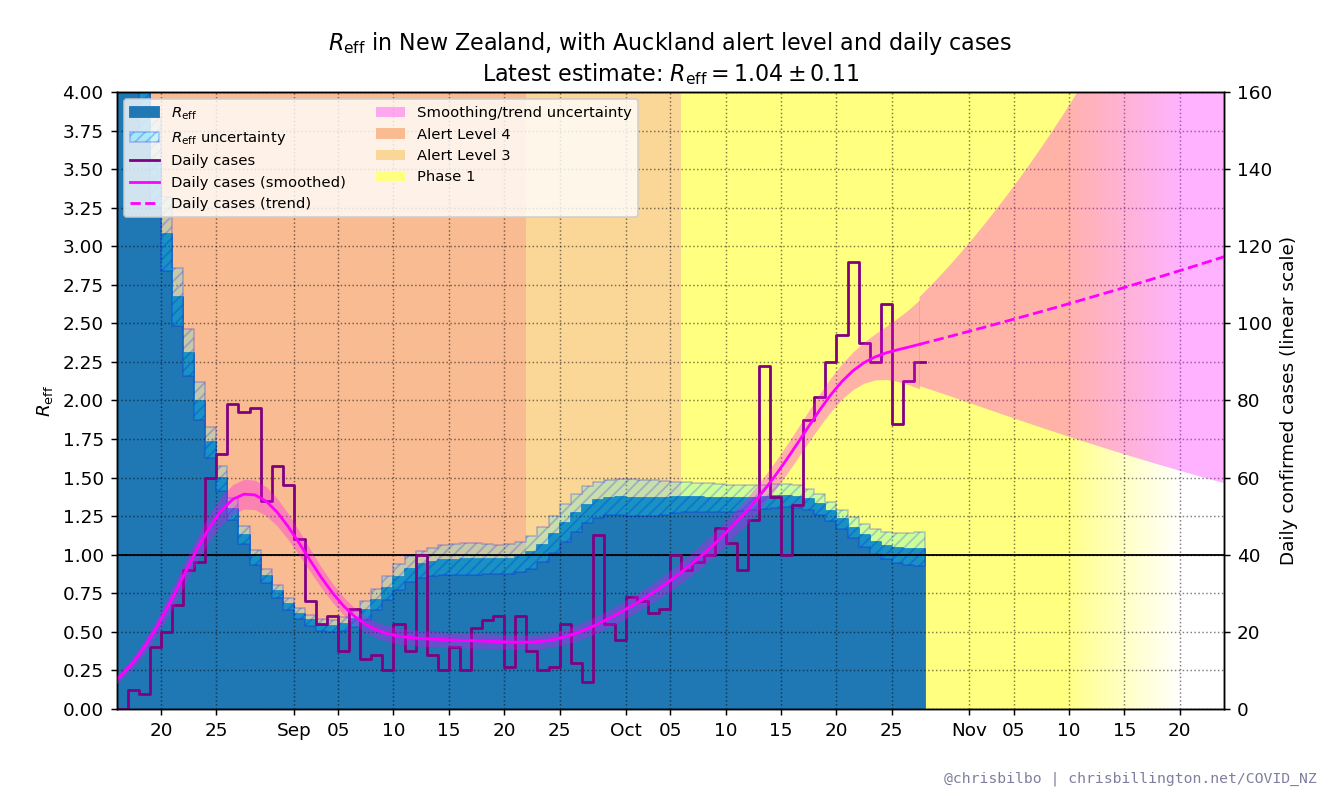 R_eff in New Zealand, with Auckland alert level and daily cases
Latest estimate: R_eff = 1.04 ± 0.11
R_eff
R_eff uncertainty
Daily cases
Daily cases (smoothed)
Daily cases (trend)
Smoothing/trend uncertainty
Alert Level 4
Alert Level 3
Phase 1
4.00
3.75
3.50
3.25
3.00
2.75
2.50
2.25
2.00
1.75
1.50
1.25
1.00
0.75
0.50
0.25
0.00
R_eff
160
140
120
100
80
60
40
20
0
Daily confirmed cases (linear scale)
20 25 Sep 05 10 15 20 25 Oct 05 10 15 20 25 Nov 05 10 15 20
@chrisbilbo | chrisbillington.net/COVID_NZ